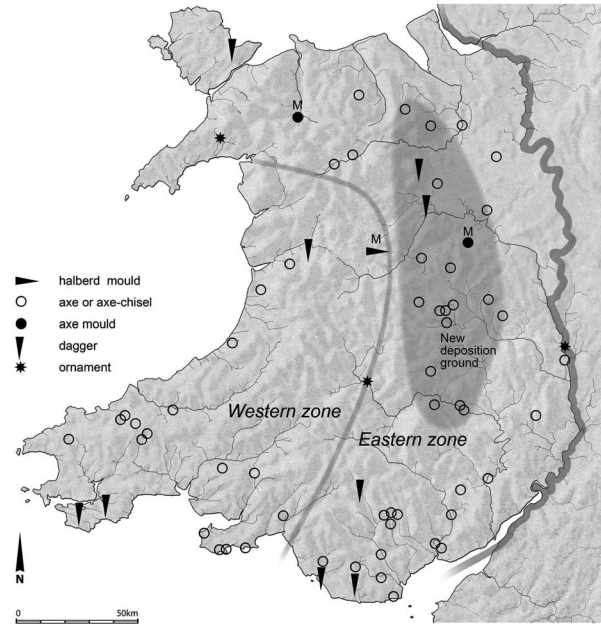 M
M
M
halberd mould
axe or axe-chisel
axe mould
dagger
ornament
New
deposition
ground
Western zone
Eastern zone
N
0
50km